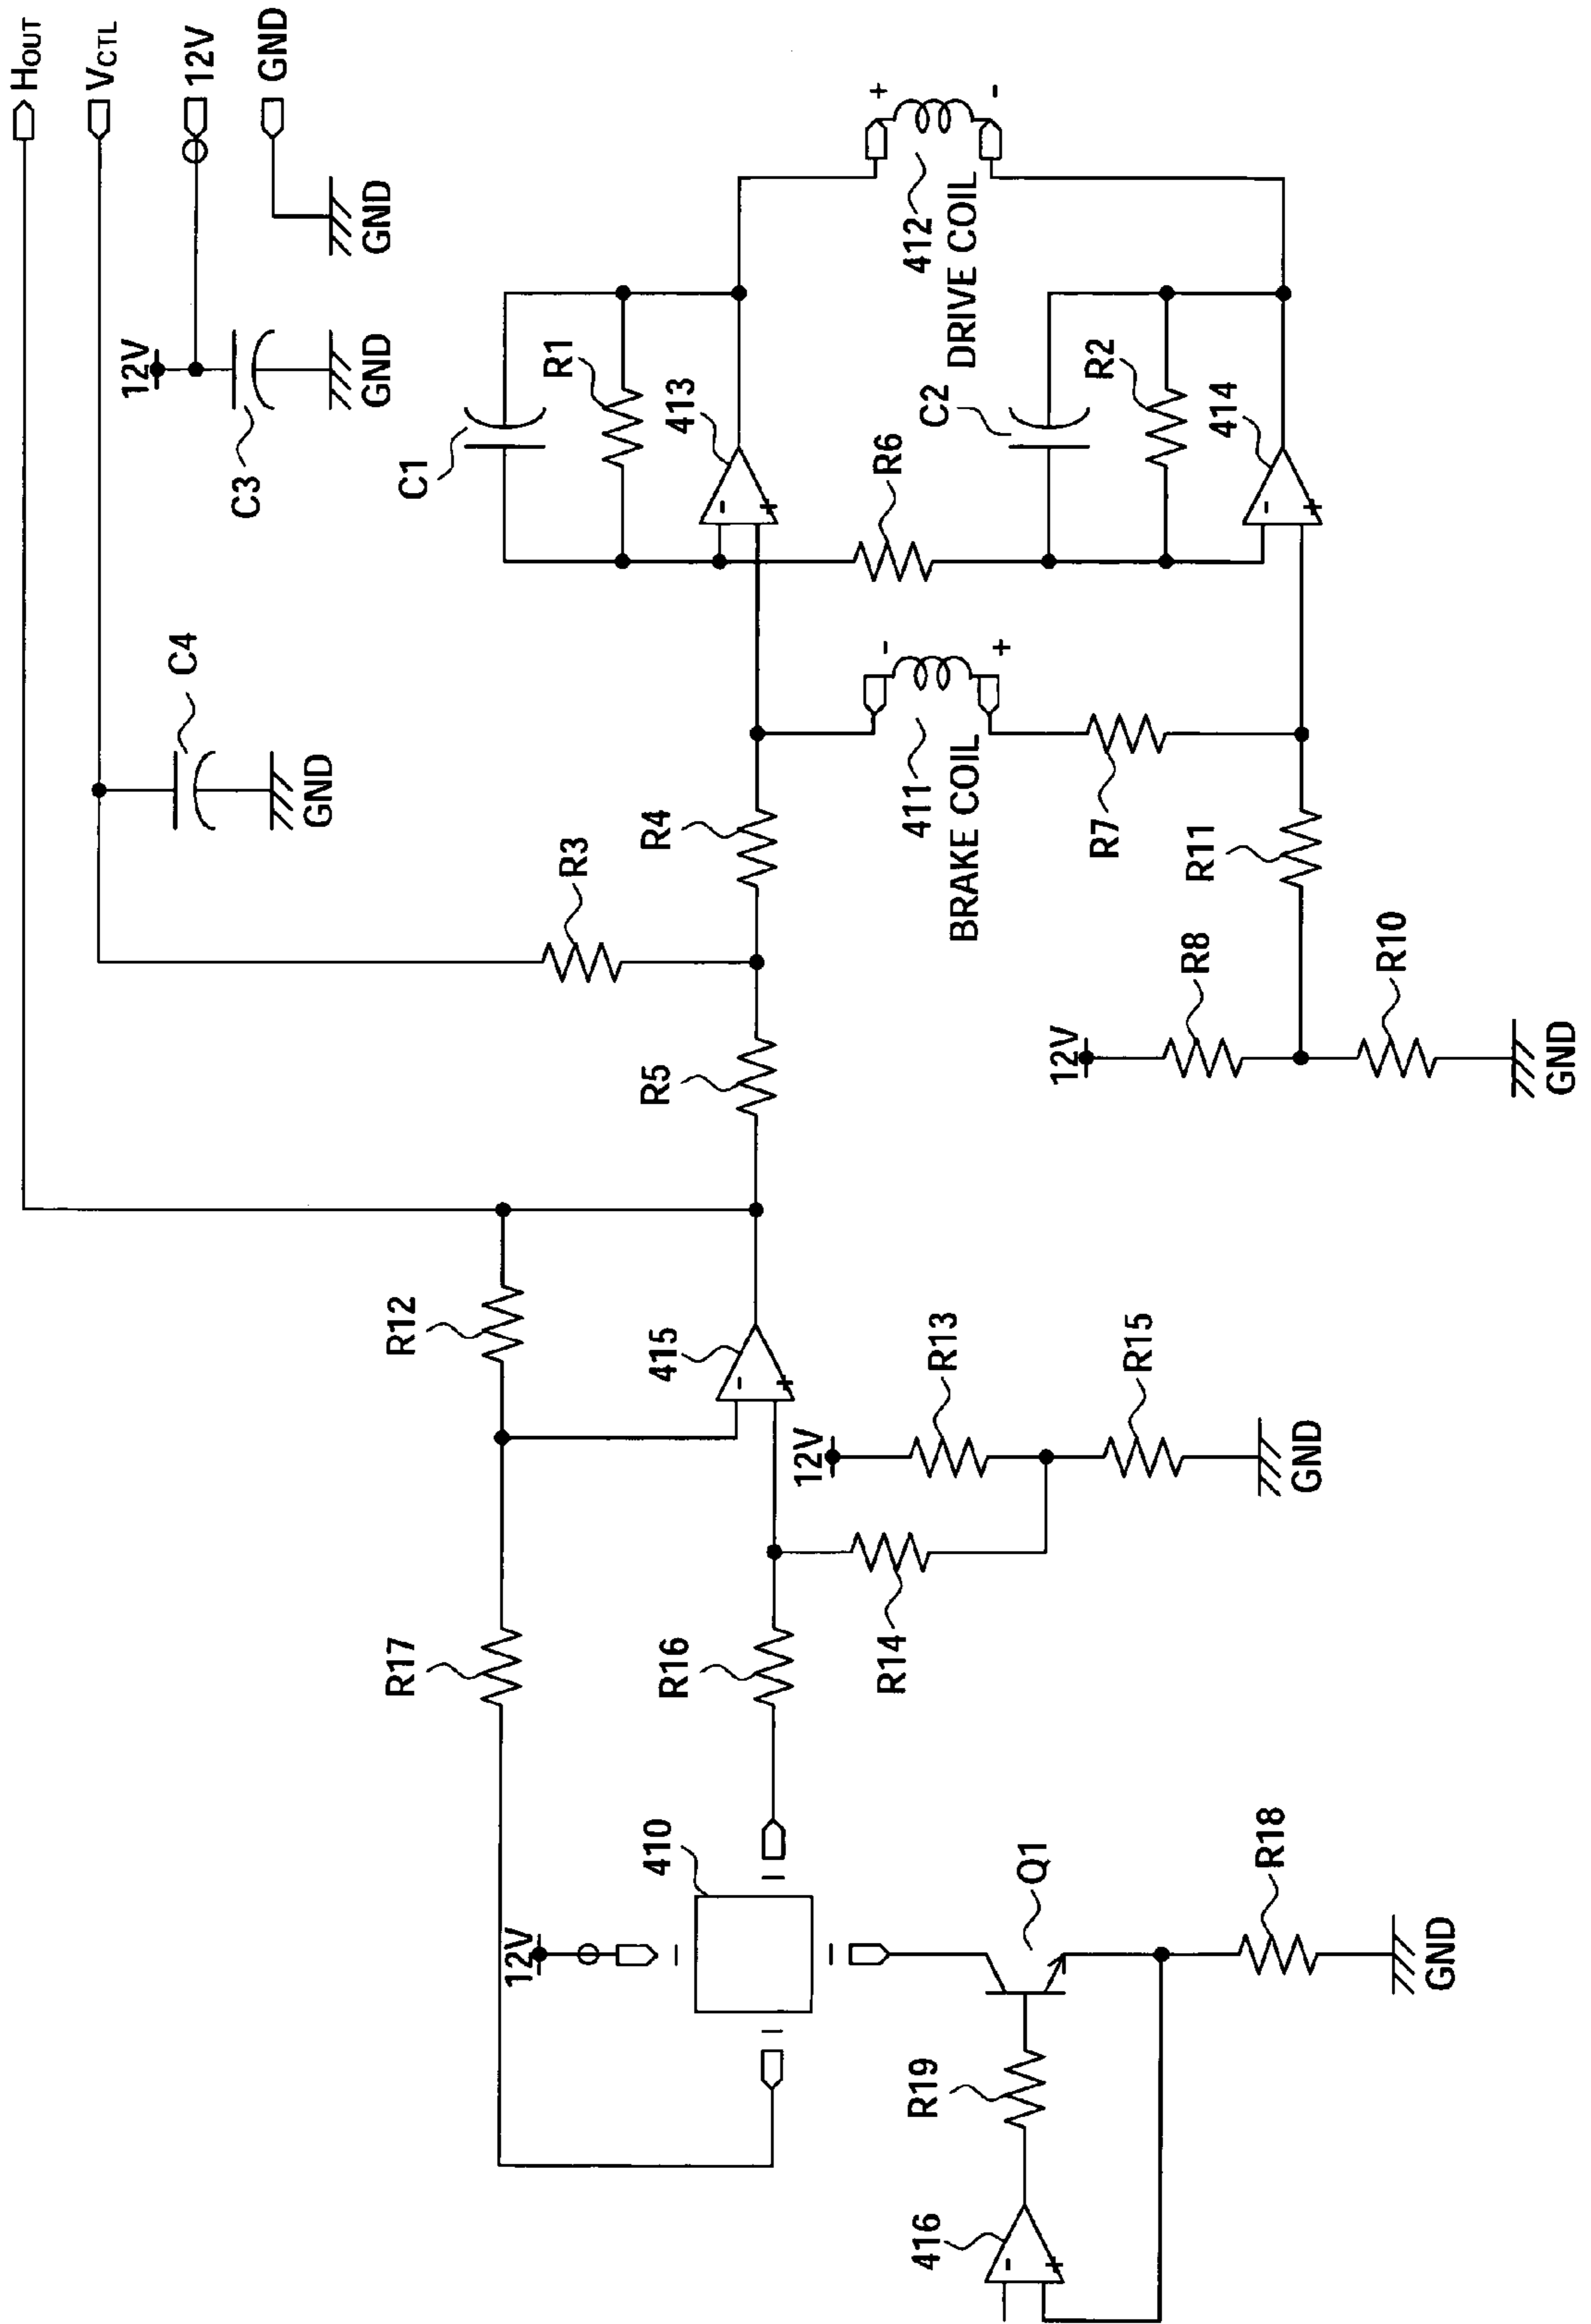 HOUT
VCTL
12V
GND
GND
12V
C3
GND
C4
GND
C1
R1
413
R6
C2
R2
414
412
DRIVE COIL
-
+
-
+
+
-
R3
R4
R5
-
+
411
BRAKE COIL
R7
R11
12V
R8
R10
GND
R12
R17
415
-
+
R16
R14
12V
R13
R15
GND
410
12V
Q1
R18
GND
R19
416
-
+